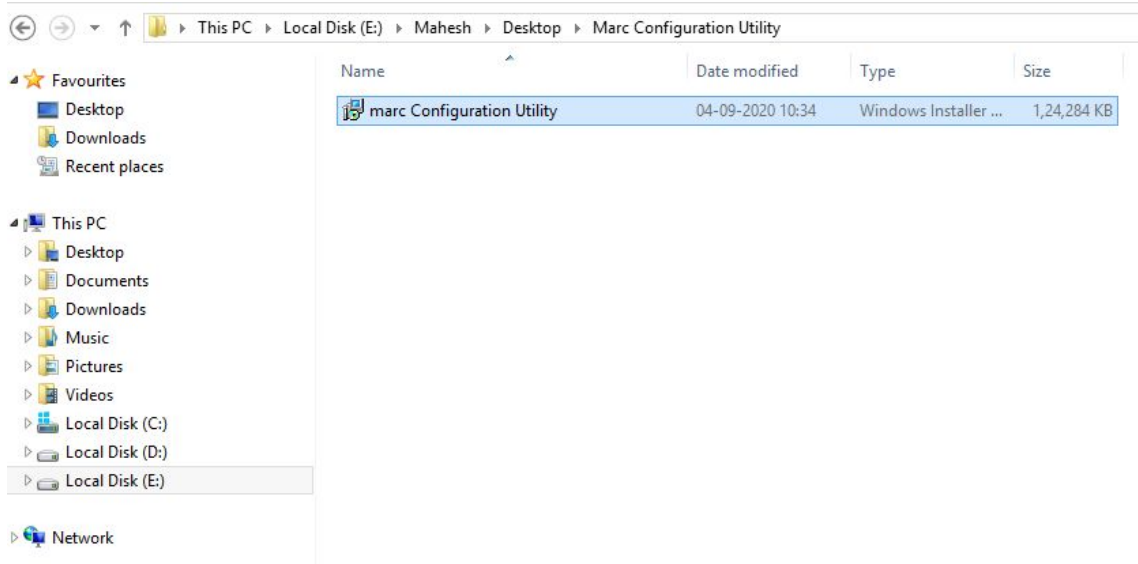 This PC Local Disk (E:) Mahesh Desktop Marc Configuration Utility
Favourites
Desktop
Downloads
Recent places
This PC
Desktop
Documents
Downloads
Music
Pictures
Videos
Local Disk (C:)
Local Disk (D:)
Local Disk (E:)
Network
Name Date modified Type Size
marc Configuration Utility 04-09-2020 10:34 Windows Installer ... 1,24,284 KB